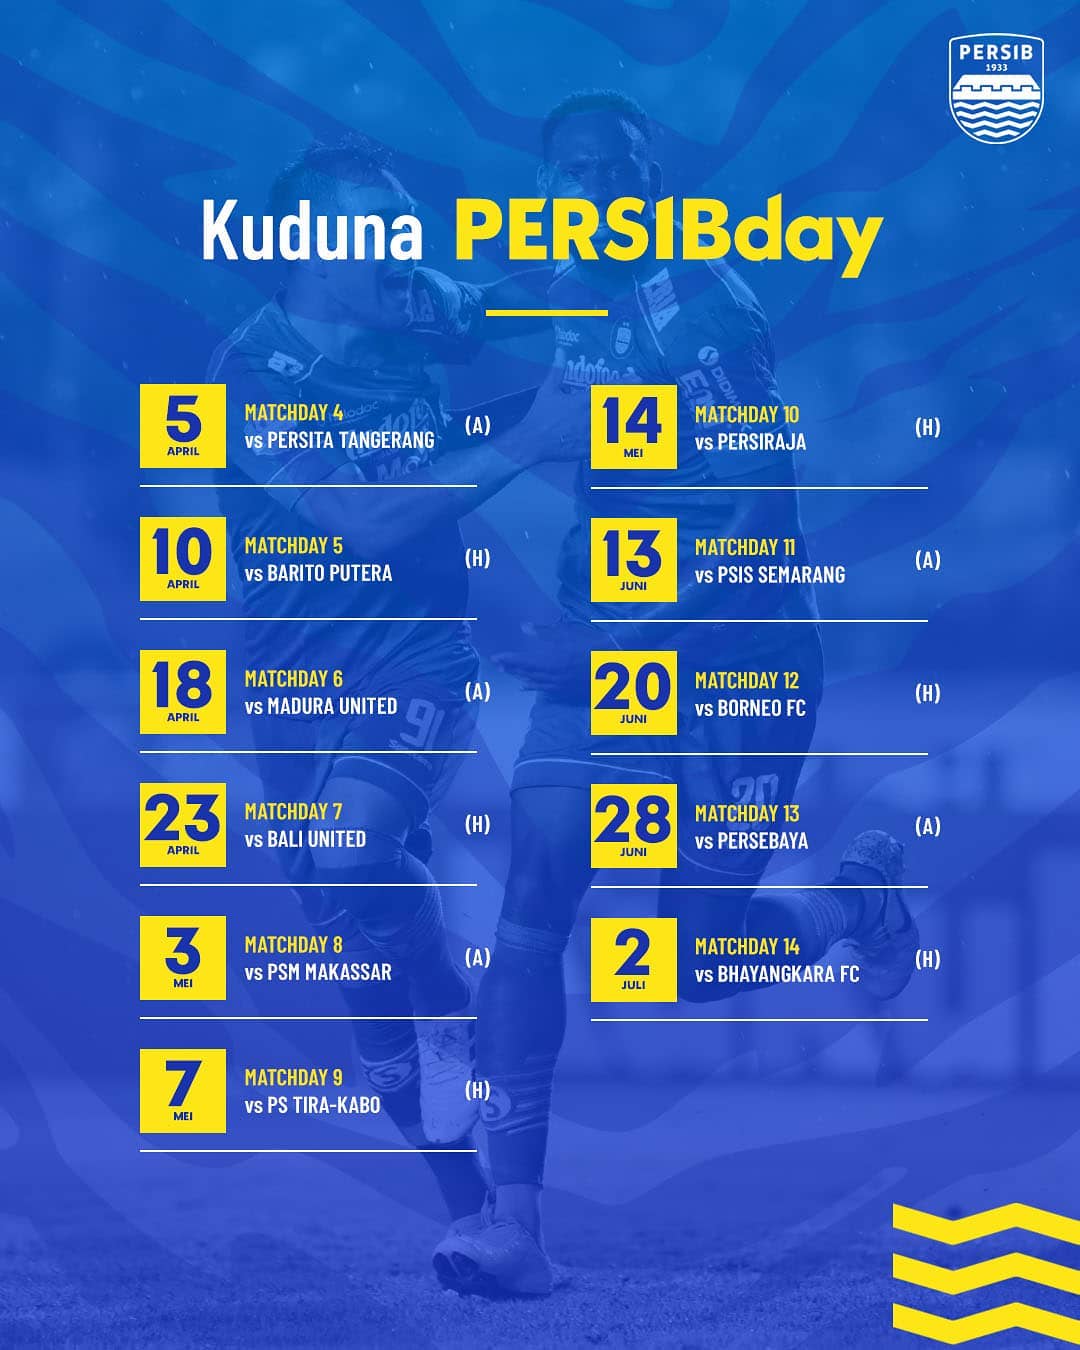 PERSIB
1933
Kuduna PERSIBday
5
APRIL
MATCHDAY 4
vs PERSITA TANGERANG
(A)
10
APRIL
MATCHDAY 5
vs BARITO PUTERA
(H)
18
APRIL
MATCHDAY 6
vs MADURA UNITED
(A)
23
APRIL
MATCHDAY 7
vs BALI UNITED
(H)
3
MEI
MATCHDAY 8
vs PSM MAKASSAR
(A)
7
MEI
MATCHDAY 9
vs PS TIRA-KABO
(H)
14
MEI
MATCHDAY 10
vs PERSIRAJA
(H)
13
JUNI
MATCHDAY 11
vs PSIS SEMARANG
(A)
20
JUNI
MATCHDAY 12
vs BORNEO FC
(H)
28
JUNI
MATCHDAY 13
vs PERSEBAYA
(A)
2
JULI
MATCHDAY 14
vs BHAYANGKARA FC
(H)
91
20